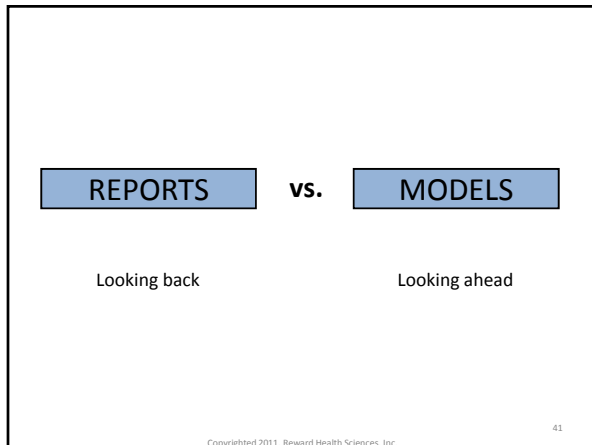 REPORTS vs. MODELS
Looking back Looking ahead
41
Copyrighted 2011, Reward Health Sciences, Inc.